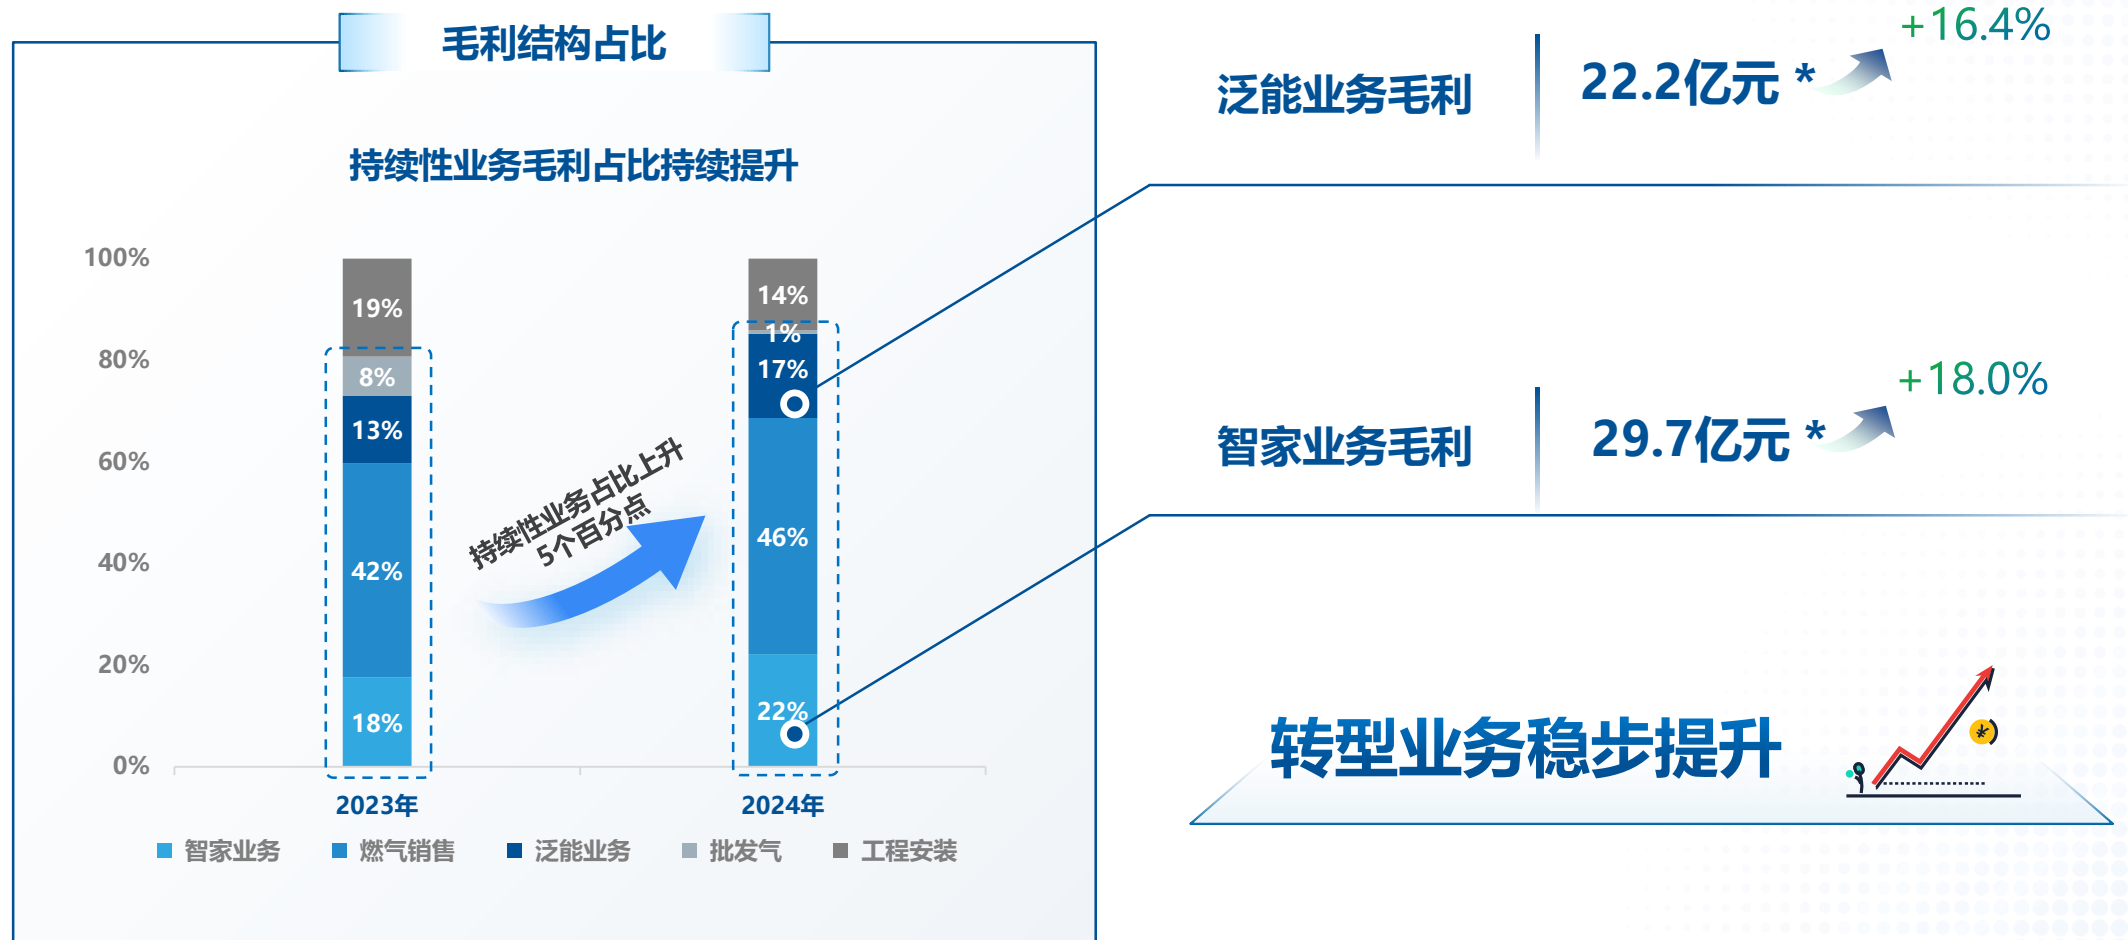 毛利结构占比
持续性业务毛利占比持续提升
100%
80%
60%
40%
20%
0%
19%
8%
13%
42%
18%
持续性业务占比上升
5个百分点
14%
1%
17%
46%
22%
2023年
2024年
智家业务
燃气销售
泛能业务
批发气
工程安装
泛能业务毛利
22.2亿元 *
+16.4%
智家业务毛利
29.7亿元 *
+18.0%
转型业务稳步提升
¥